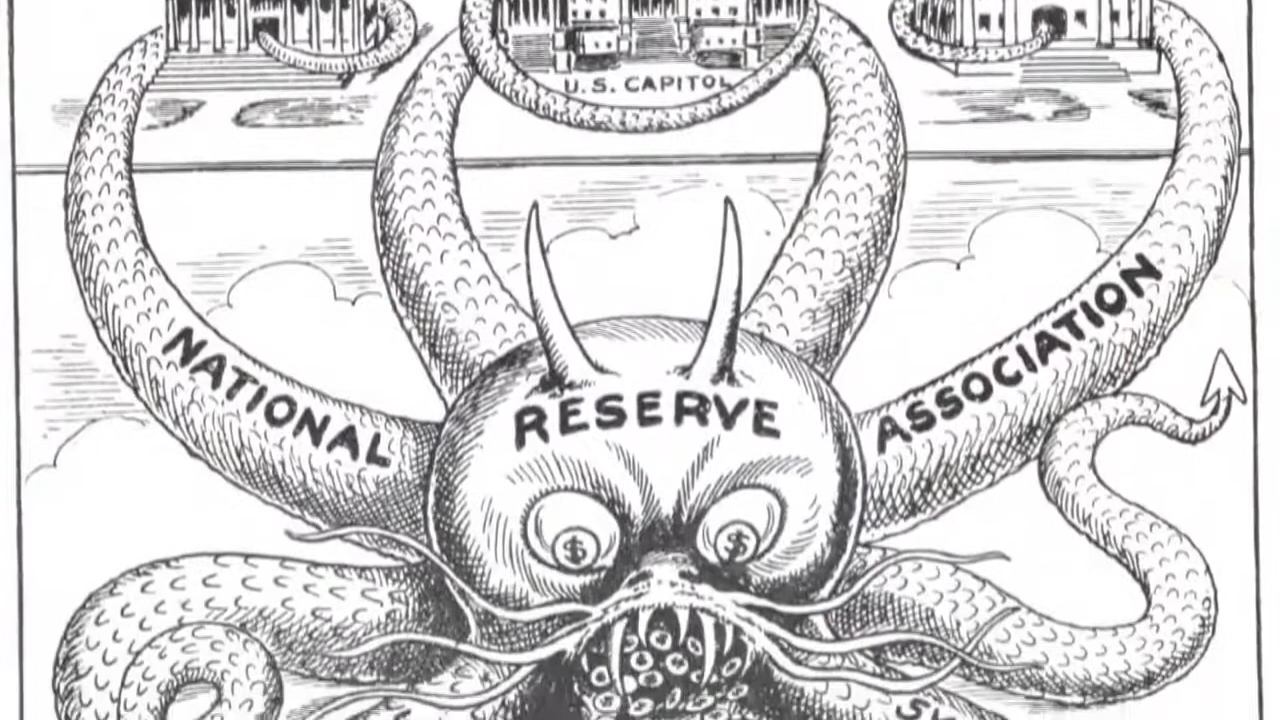 U.S. CAPITOL
NATIONAL
RESERVE
ASSOCIATION
$ $